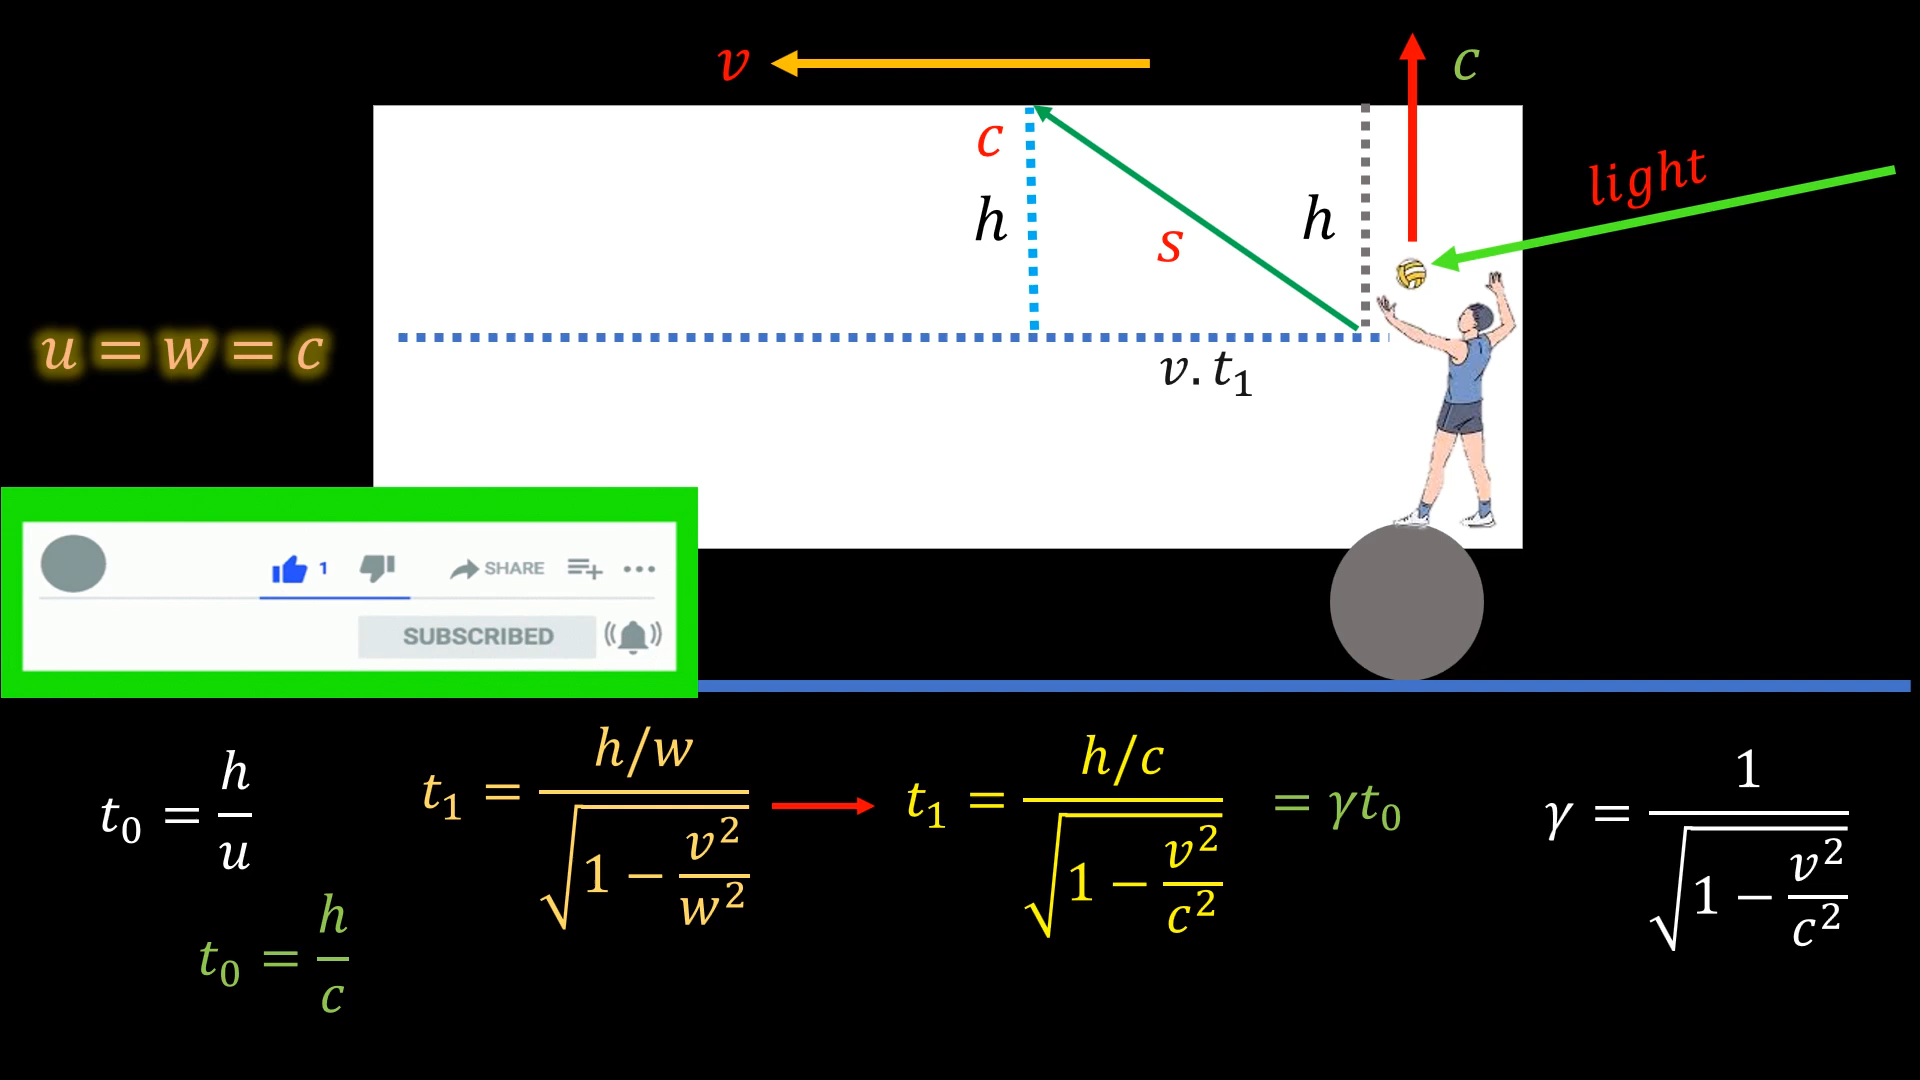 v
c
c
light
h
h
s
u = w = c
v. t₁
1
SHARE
SUBSCRIBED
t₀ = h/u
t₁ = (h/w)/√(1 − v²/w²)
t₁ = (h/c)/√(1 − v²/c²) = γt₀
γ = 1/√(1 − v²/c²)
t₀ = h/c